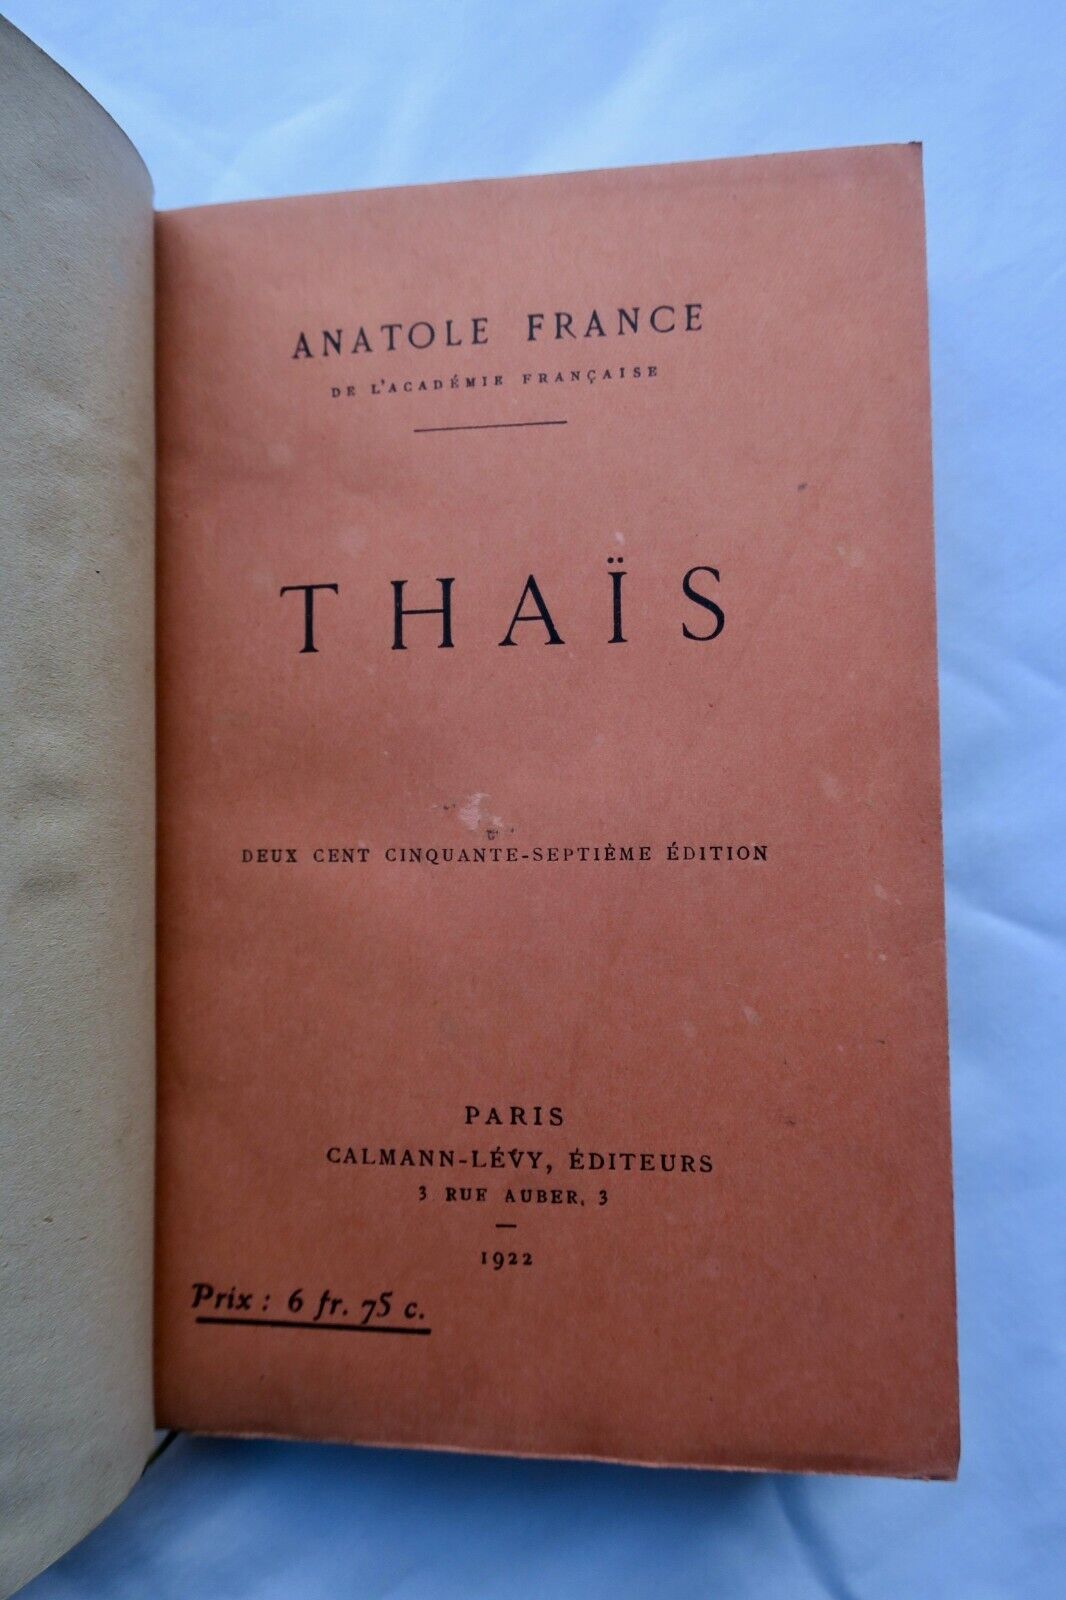 ANATOLE FRANCE
DE L'ACADÉMIE FRANÇAISE
THAÏS
DEUX CENT CINQUANTE-SEPTIÈME ÉDITION
PARIS
CALMANN-LÉVY, ÉDITEURS
3 RUE AUBER, 3
1922
Prix : 6 fr. 75 c.